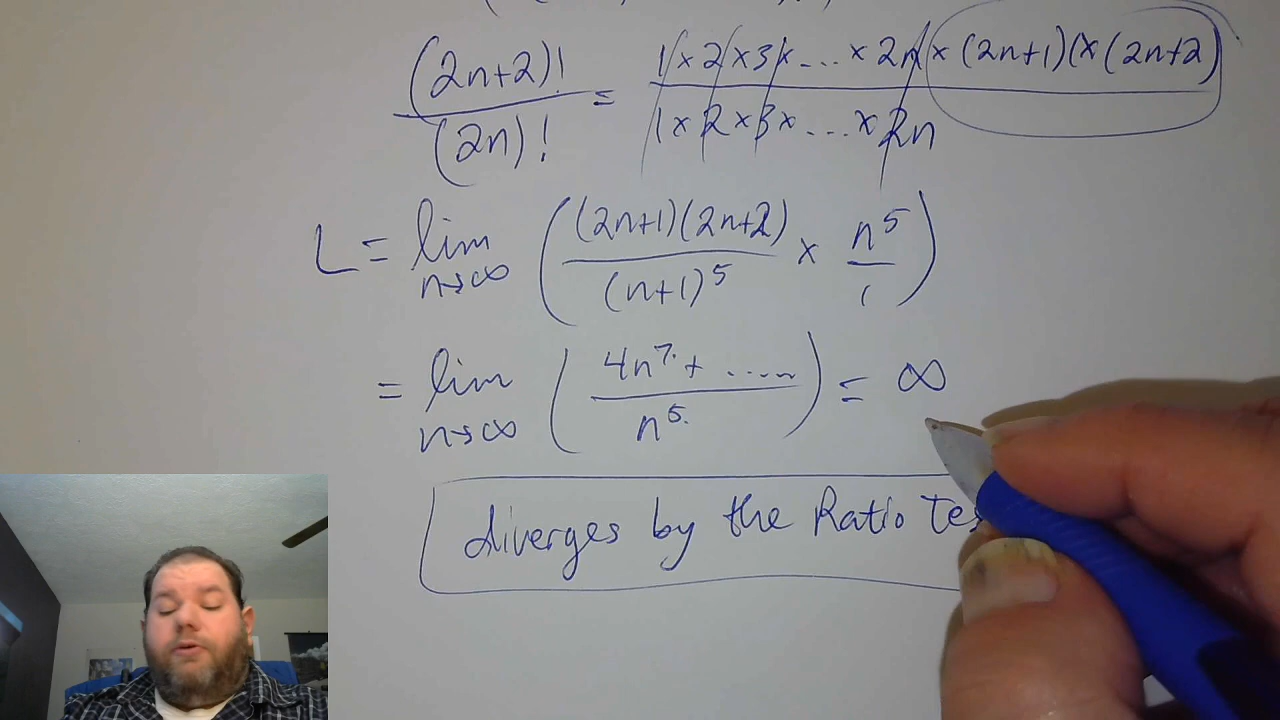 (2n+2)! / (2n)! = 1 x 2 x 3 x ... x 2n x (2n+1)(x (2n+2) / 1 x 2 x 3 x ... x 2n
L = lim n→∞ ( (2n+1)(2n+2) / (n+1)^5 x n^5 / 1 )
= lim n→∞ ( 4n^7 + ..... / n^5 ) = ∞
diverges by the Ratio Tes